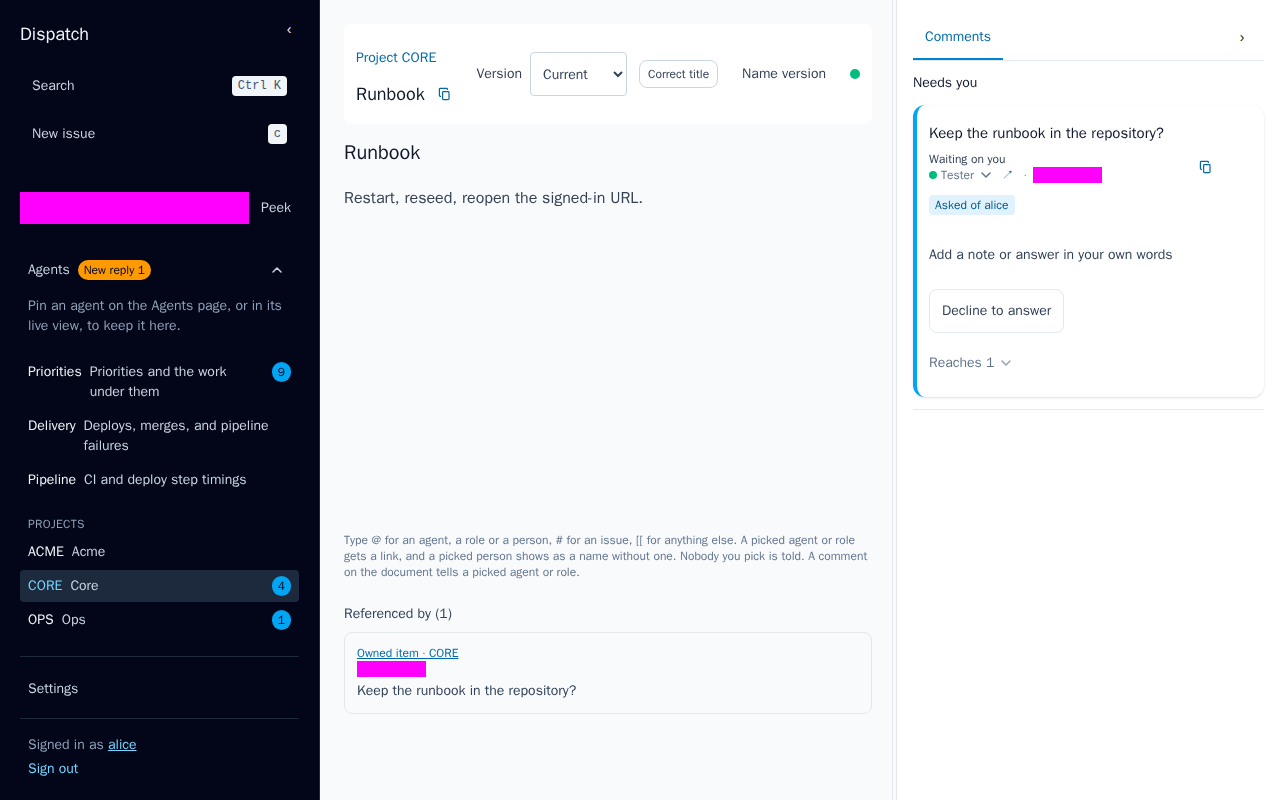 Dispatch
Search
Ctrl K
New issue
C
Peek
Agents
New reply 1
Pin an agent on the Agents page, or in its
live view, to keep it here.
Priorities Priorities and the work
under them
9
Delivery Deploys, merges, and pipeline
failures
Pipeline CI and deploy step timings
PROJECTS
ACME Acme
CORE Core
4
OPS Ops
1
Settings
Signed in as alice
Sign out
Project CORE
Runbook
Version
Current
Correct title
Name version
Runbook
Restart, reseed, reopen the signed-in URL.
Type @ for an agent, a role or a person, # for an issue, [[ for anything else. A picked agent or role
gets a link, and a picked person shows as a name without one. Nobody you pick is told. A comment
on the document tells a picked agent or role.
Referenced by (1)
Owned item · CORE
Keep the runbook in the repository?
Comments
Needs you
Keep the runbook in the repository?
Waiting on you
Tester
·
Asked of alice
Add a note or answer in your own words
Decline to answer
Reaches 1